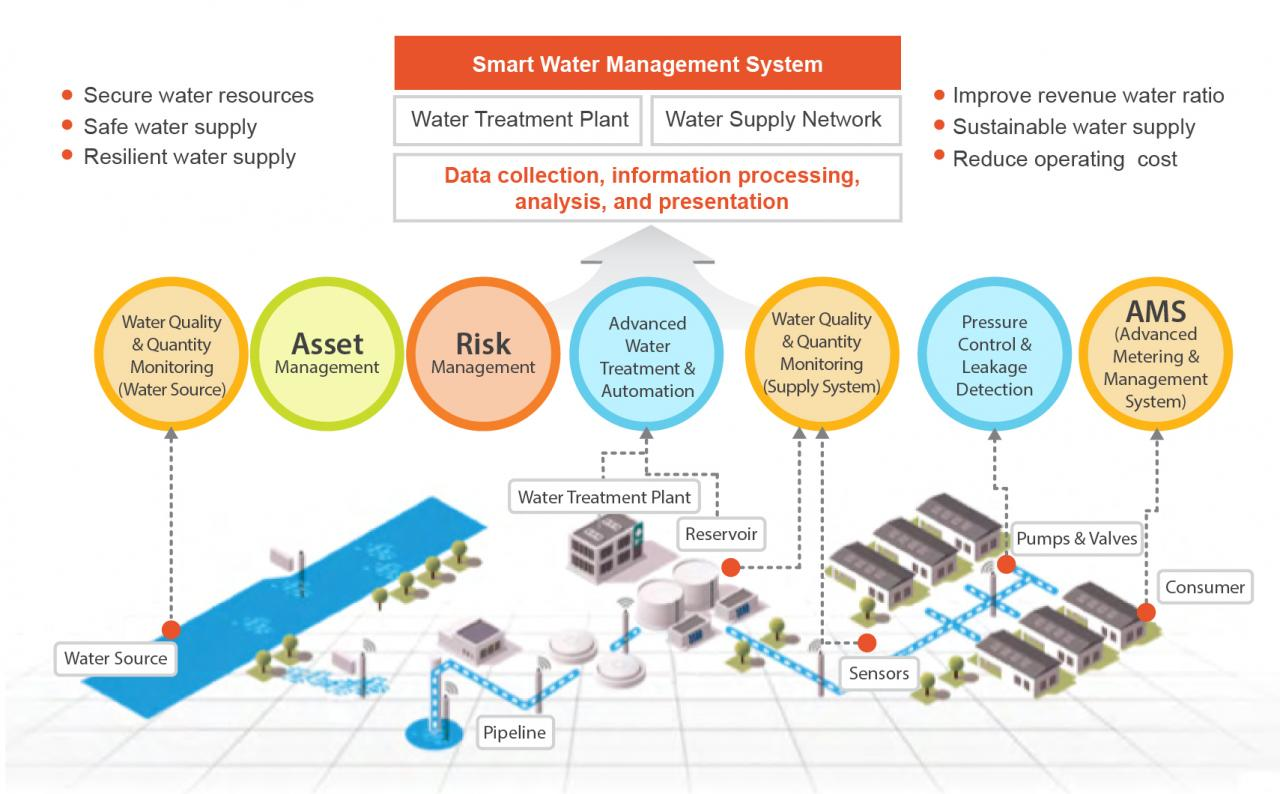 Smart Water Management System
Water Treatment Plant
Water Supply Network
Data collection, information processing,
analysis, and presentation
Secure water resources
Safe water supply
Resilient water supply
Improve revenue water ratio
Sustainable water supply
Reduce operating cost
Water Quality
& Quantity
Monitoring
(Water Source)
Asset
Management
Risk
Management
Advanced
Water
Treatment &
Automation
Water Quality
& Quantity
Monitoring
(Supply System)
Pressure
Control &
Leakage
Detection
AMS
(Advanced
Metering &
Management
System)
Water Treatment Plant
Reservoir
Pumps & Valves
Consumer
Water Source
Sensors
Pipeline